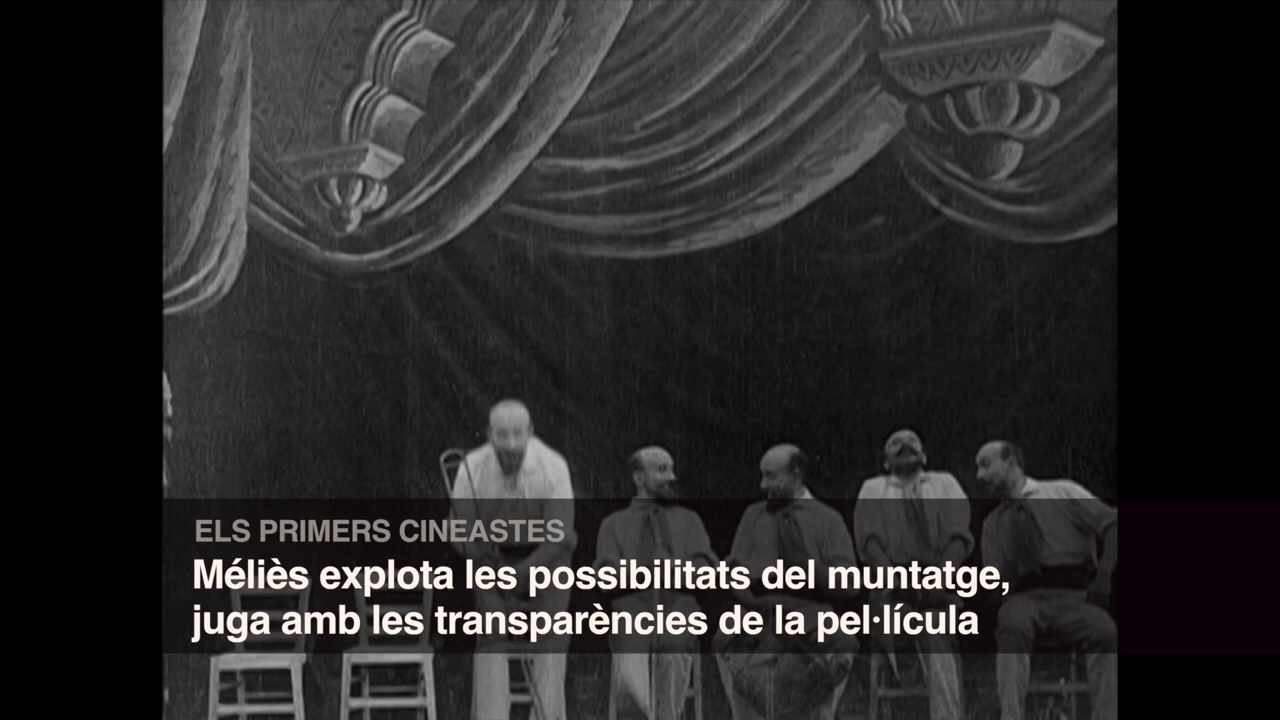 ELS PRIMERS CINEASTES
Méliès explota les possibilitats del muntatge,
juga amb les transparències de la pel·lícula